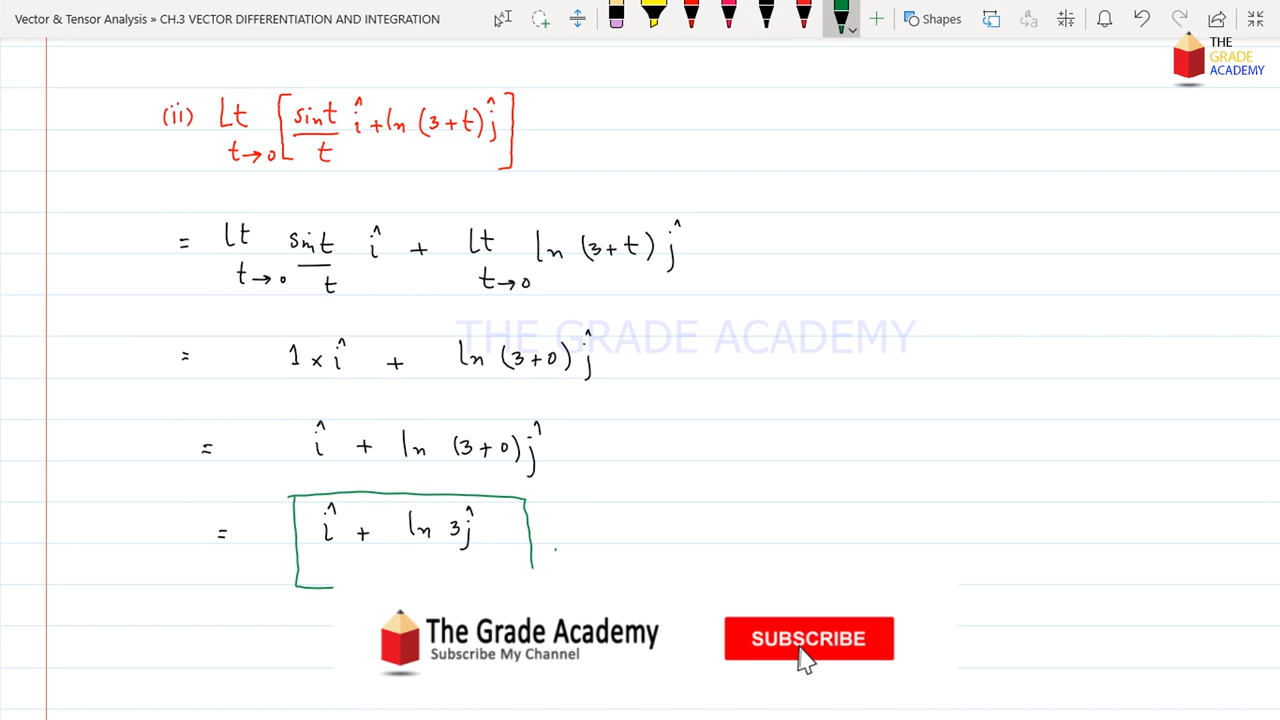 Vector & Tensor Analysis » CH.3 VECTOR DIFFERENTIATION AND INTEGRATION
Shapes
THE
GRADE
ACADEMY
(ii) Lt t→0 [ sint/t î + ln (3+t) ĵ ]
= Lt t→0 sint/t î + Lt t→0 ln (3+t) ĵ
THE GRADE ACADEMY
= 1 × î + ln (3+0) ĵ
= î + ln (3+0) ĵ
= î + ln 3 ĵ
The Grade Academy
Subscribe My Channel
SUBSCRIBE